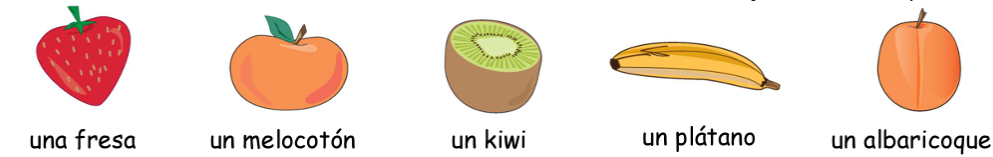 una fresa
un melocotón
un kiwi
un plátano
un albaricoque